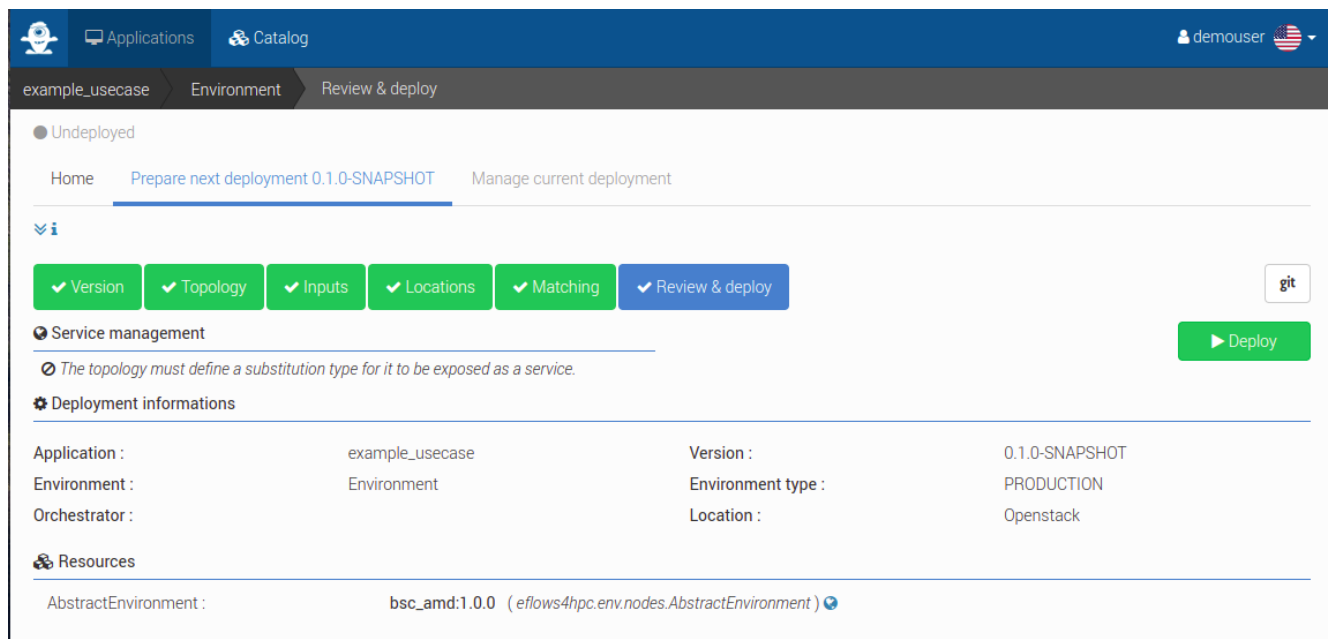 Applications Catalog demouser
example_usecase Environment Review & deploy
Undeployed
Home Prepare next deployment 0.1.0-SNAPSHOT Manage current deployment
i
Version Topology Inputs Locations Matching Review & deploy git
Service management Deploy
The topology must define a substitution type for it to be exposed as a service.
Deployment informations
Application : example_usecase Version : 0.1.0-SNAPSHOT
Environment : Environment Environment type : PRODUCTION
Orchestrator : Location : Openstack
Resources
AbstractEnvironment : bsc_amd:1.0.0 ( eflows4hpc.env.nodes.AbstractEnvironment )